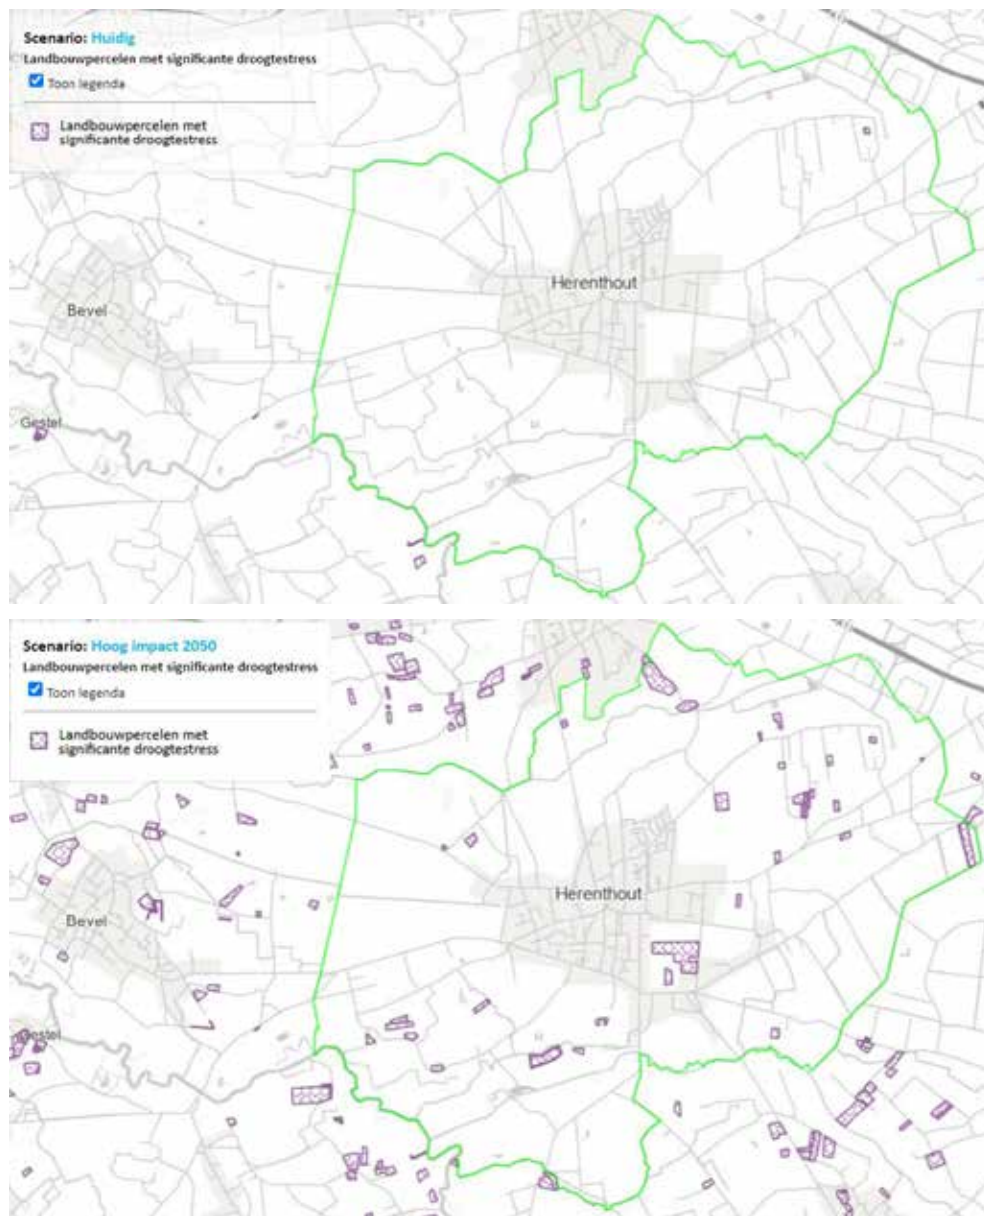 Scenario: Huidig
Landbouwpercelen met significante droogtestress
Toon legenda
Landbouwpercelen met
significante droogtestress
Herenthout
Bevel
Gestel
Scenario: Hoog impact 2050
Landbouwpercelen met significante droogtestress
Toon legenda
Landbouwpercelen met
significante droogtestress
Herenthout
Bevel
Gestel